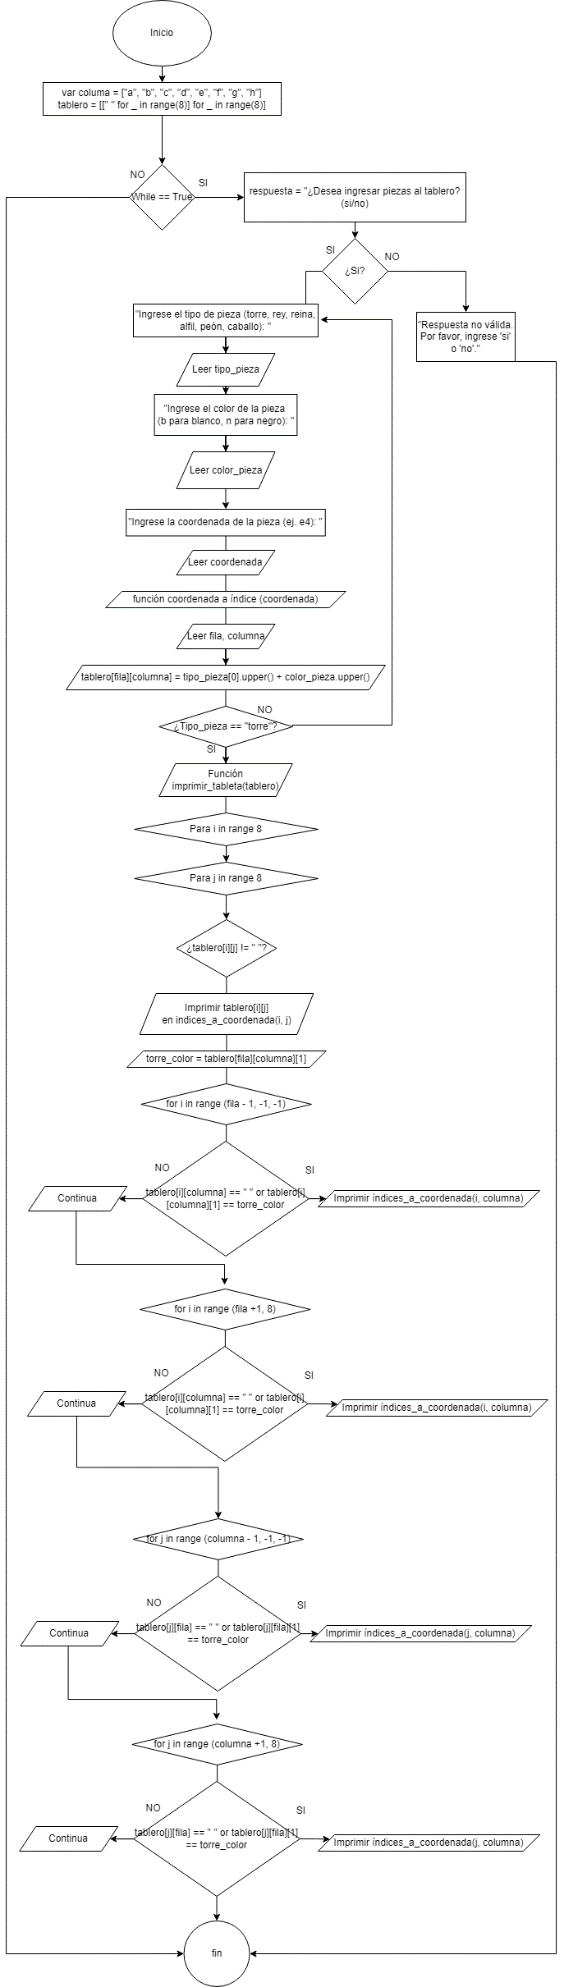 Inicio
var columa = ["a", "b", "c", "d", "e", "f", "g", "h"]
tablero = [[" " for _ in range(8)] for _ in range(8)]
NO
While == True
SI
respuesta = "¿Desea ingresar piezas al tablero?
(si/no)
SI
¿Si?
NO
"Ingrese el tipo de pieza (torre, rey, reina,
alfil, peón, caballo): "
"Respuesta no válida.
Por favor, ingrese 'si'
o 'no'."
Leer tipo_pieza
"Ingrese el color de la pieza
(b para blanco, n para negro): "
Leer color_pieza
"Ingrese la coordenada de la pieza (ej. e4): "
Leer coordenada
función coordenada a índice (coordenada)
Leer fila, columna
tablero[fila][columna] = tipo_pieza[0].upper() + color_pieza.upper()
NO
¿Tipo_pieza == "torre"?
SI
Función
imprimir_tableta(tablero)
Para i in range 8
Para j in range 8
¿tablero[i][j] != " "?
Imprimir tablero[i][j]
en indices_a_coordenada(i, j)
torre_color = tablero[fila][columna][1]
for i in range (fila - 1, -1, -1)
NO
SI
Continua
tablero[i][columna] == " " or tablero[i]
[columna][1] == torre_color
Imprimir índices_a_coordenada(i, columna)
for i in range (fila +1, 8)
NO
SI
Continua
tablero[i][columna] == " " or tablero[i]
[columna][1] == torre_color
Imprimir índices_a_coordenada(i, columna)
for j in range (columna - 1, -1, -1)
NO
SI
Continua
tablero[j][fila] == " " or tablero[j][fila][1]
== torre_color
Imprimir índices_a_coordenada(j, columna)
for j in range (columna +1, 8)
NO
SI
Continua
tablero[j][fila] == " " or tablero[j][fila][1]
== torre_color
Imprimir índices_a_coordenada(j, columna)
fin